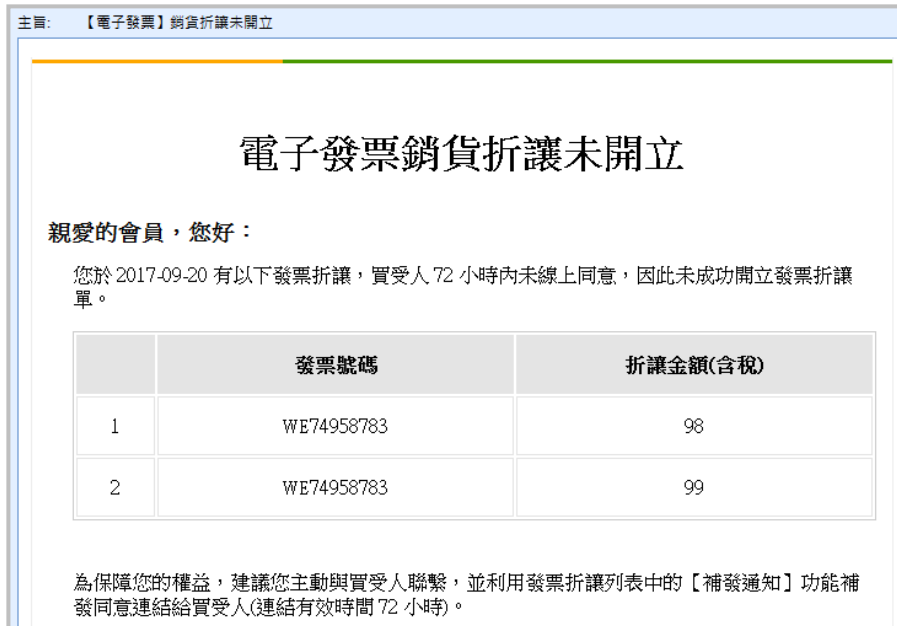 主旨: 【電子發票】銷貨折讓未開立
電子發票銷貨折讓未開立
親愛的會員，您好：
您於 2017-09-20 有以下發票折讓，買受人 72 小時內未線上同意，因此未成功開立發票折讓
單。
發票號碼 折讓金額(含稅)
1 WE74958783 98
2 WE74958783 99
為保障您的權益，建議您主動與買受人聯繫，並利用發票折讓列表中的【補發通知】功能補
發同意連結給買受人(連結有效時間 72 小時)。